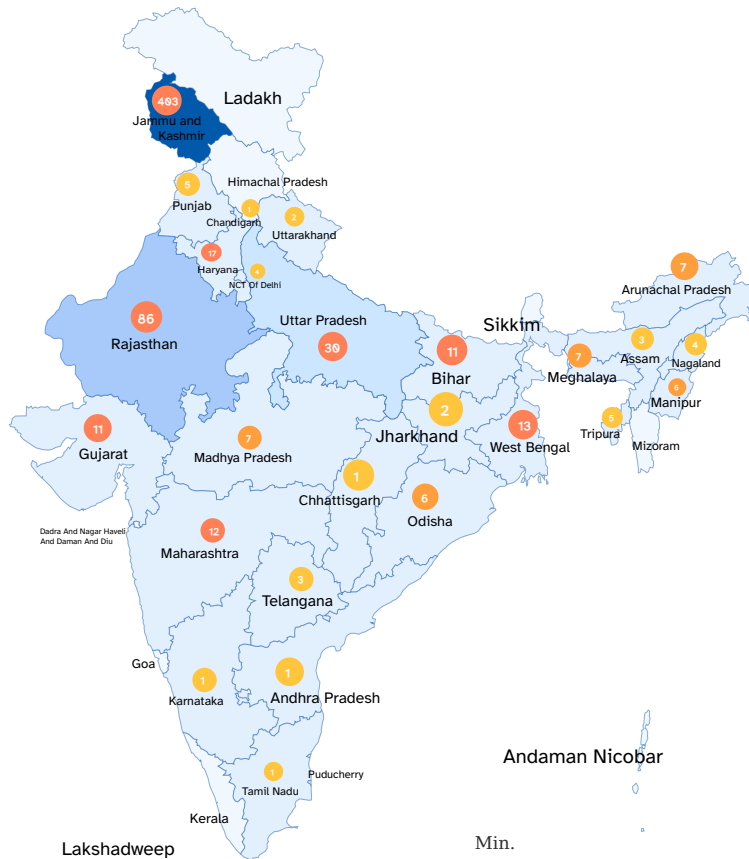 Ladakh
403
Jammu and
Kashmir
Himachal Pradesh
5
Punjab
1
Chandigarh
2
Uttarakhand
17
Haryana
4
NCT Of Delhi
7
Arunachal Pradesh
86
Rajasthan
Uttar Pradesh
30
Sikkim
11
Bihar
7
Meghalaya
3
Assam
4
Nagaland
6
Manipur
2
Jharkhand
13
West Bengal
5
Tripura
Mizoram
11
Gujarat
7
Madhya Pradesh
1
Chhattisgarh
6
Odisha
Dadra And Nagar Haveli
And Daman And Diu
12
Maharashtra
3
Telangana
Goa
1
Karnataka
1
Andhra Pradesh
Andaman Nicobar
1
Tamil Nadu
Puducherry
Kerala
Lakshadweep
Min.